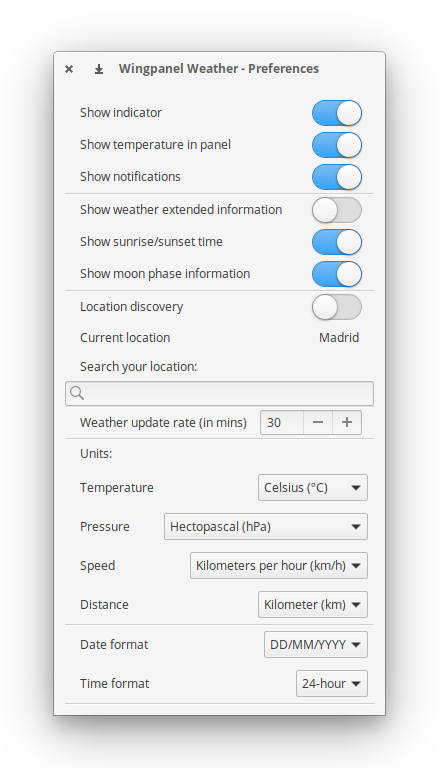 Wingpanel Weather - Preferences
Show indicator
Show temperature in panel
Show notifications
Show weather extended information
Show sunrise/sunset time
Show moon phase information
Location discovery
Current location Madrid
Search your location:
Weather update rate (in mins) 30 − +
Units:
Temperature Celsius (°C)
Pressure Hectopascal (hPa)
Speed Kilometers per hour (km/h)
Distance Kilometer (km)
Date format DD/MM/YYYY
Time format 24-hour